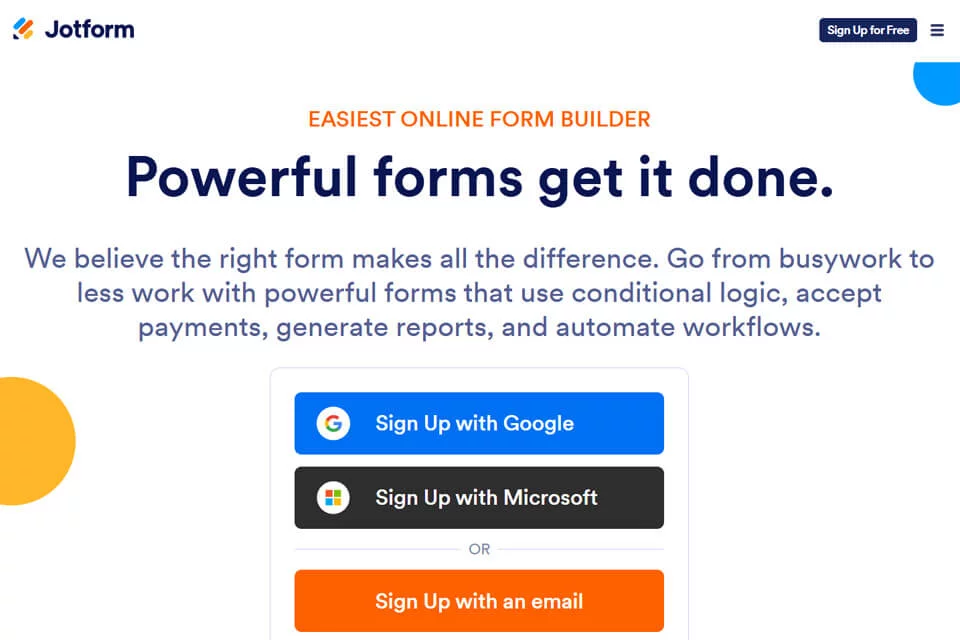 Jotform
Sign Up for Free
EASIEST ONLINE FORM BUILDER
Powerful forms get it done.
We believe the right form makes all the difference. Go from busywork to
less work with powerful forms that use conditional logic, accept
payments, generate reports, and automate workflows.
Sign Up with Google
Sign Up with Microsoft
OR
Sign Up with an email